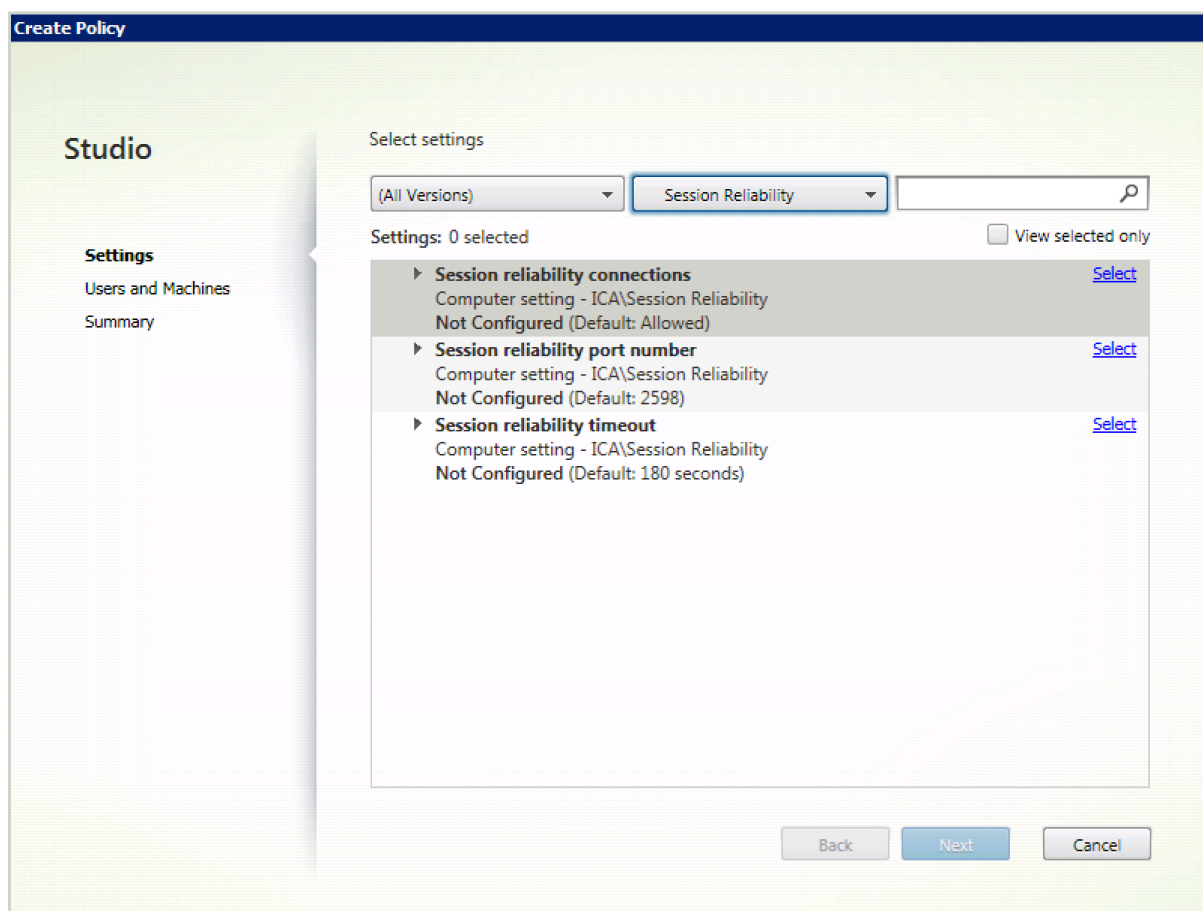 Create Policy
Studio
Settings
Users and Machines
Summary
Select settings
(All Versions)
Session Reliability
Settings: 0 selected
View selected only
Session reliability connections
Select
Computer setting - ICA\Session Reliability
Not Configured (Default: Allowed)
Session reliability port number
Select
Computer setting - ICA\Session Reliability
Not Configured (Default: 2598)
Session reliability timeout
Select
Computer setting - ICA\Session Reliability
Not Configured (Default: 180 seconds)
Back
Next
Cancel